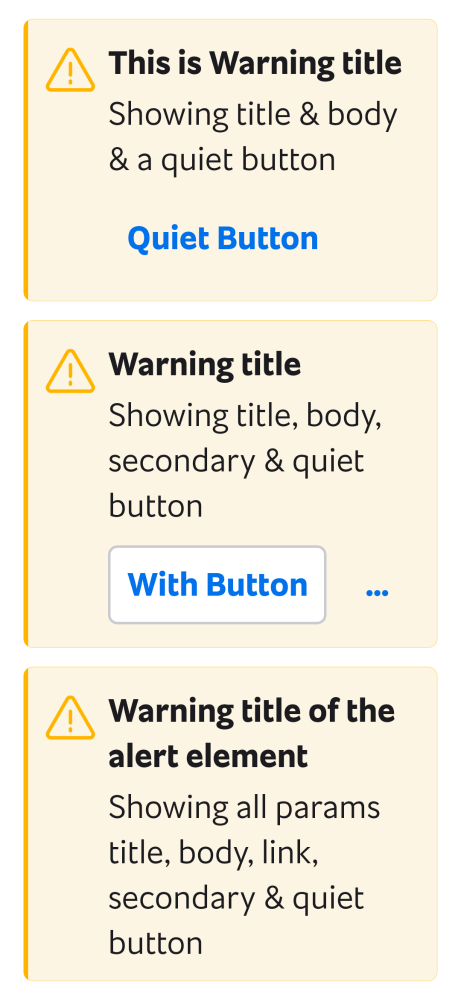 This is Warning title
Showing title & body
& a quiet button
Quiet Button
Warning title
Showing title, body,
secondary & quiet
button
With Button
...
Warning title of the
alert element
Showing all params
title, body, link,
secondary & quiet
button